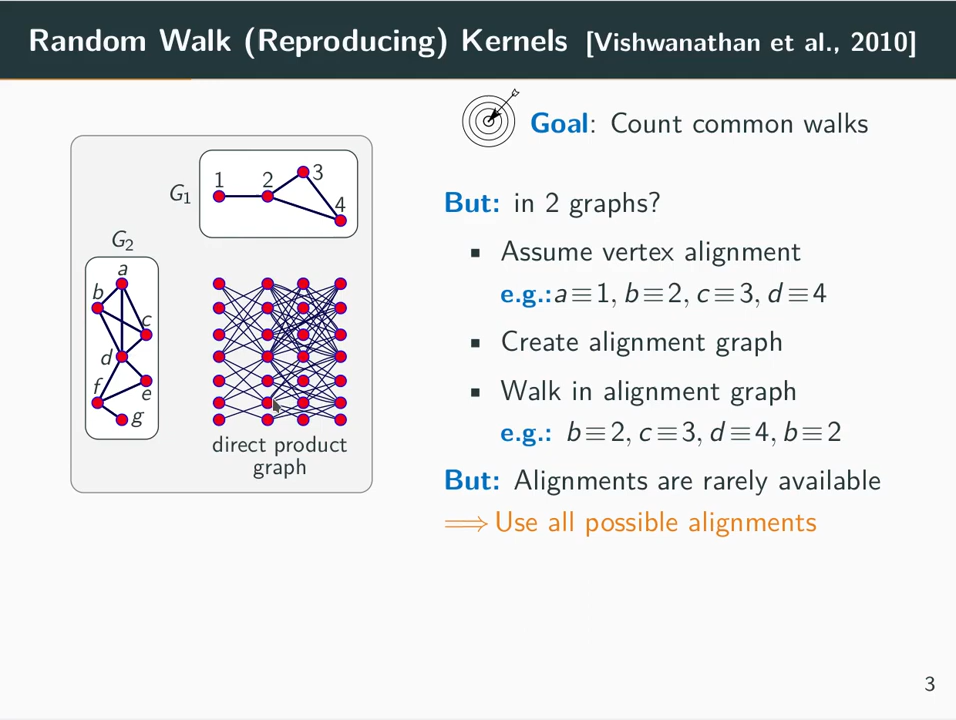 Random Walk (Reproducing) Kernels [Vishwanathan et al., 2010]
Goal: Count common walks
G1
1 2 3
4
G2
a
b
c
d
f
e
g
direct product
graph
But: in 2 graphs?
▪ Assume vertex alignment
e.g.:a≡1, b≡2, c≡3, d≡4
▪ Create alignment graph
▪ Walk in alignment graph
e.g.: b≡2, c≡3, d≡4, b≡2
But: Alignments are rarely available
⟹ Use all possible alignments
3